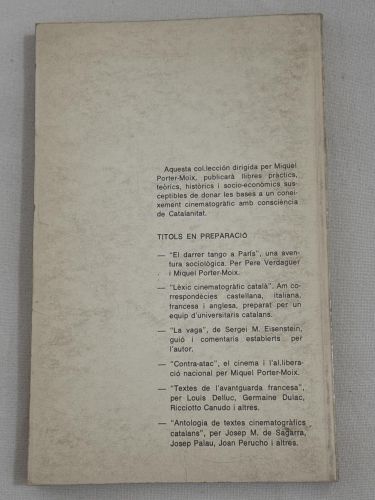 Aquesta col.lección dirigida per Miquel
Porter-Moix, publicarà llibres pràctics,
teòrics, històrics i socio-econòmics sus-
ceptibles de donar les bases a un conei-
xement cinematogràfic amb consciència
de Catalanitat.
TITOLS EN PREPARACIÓ
— "El darrer tango a París", una aven-
tura sociològica. Per Pere Verdaguer
i Miquel Porter-Moix.
— "Lèxic cinematogràfic català". Am co-
rrespondècies castellana, italiana,
francesa i anglesa, preparat per un
equip d'universitaris catalans.
— "La vaga", de Sergei M. Eisenstein,
guió i comentaris establerts per
l'autor.
— "Contra-atac", el cinema i l'al.libera-
ció nacional per Miquel Porter-Moix.
— "Textes de l'avantguarda francesa",
per Louis Delluc, Germaine Dulac,
Ricciotto Canudo i altres.
— "Antologia de textes cinematogràfics
catalans", per Josep M. de Sagarra,
Josep Palau, Joan Perucho i altres.